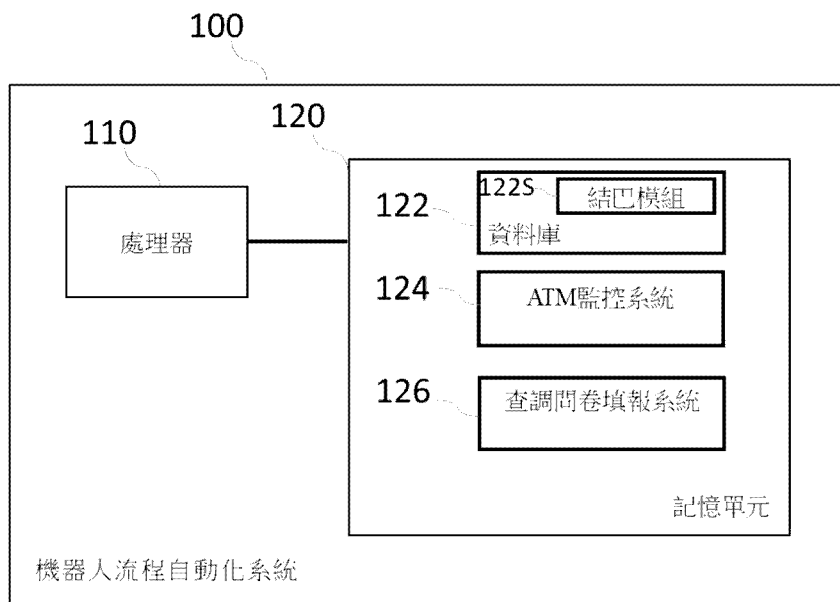 100
110
120
處理器
122
122S
結巴模組
資料庫
124
ATM監控系統
126
查調問卷填報系統
記憶單元
機器人流程自動化系統